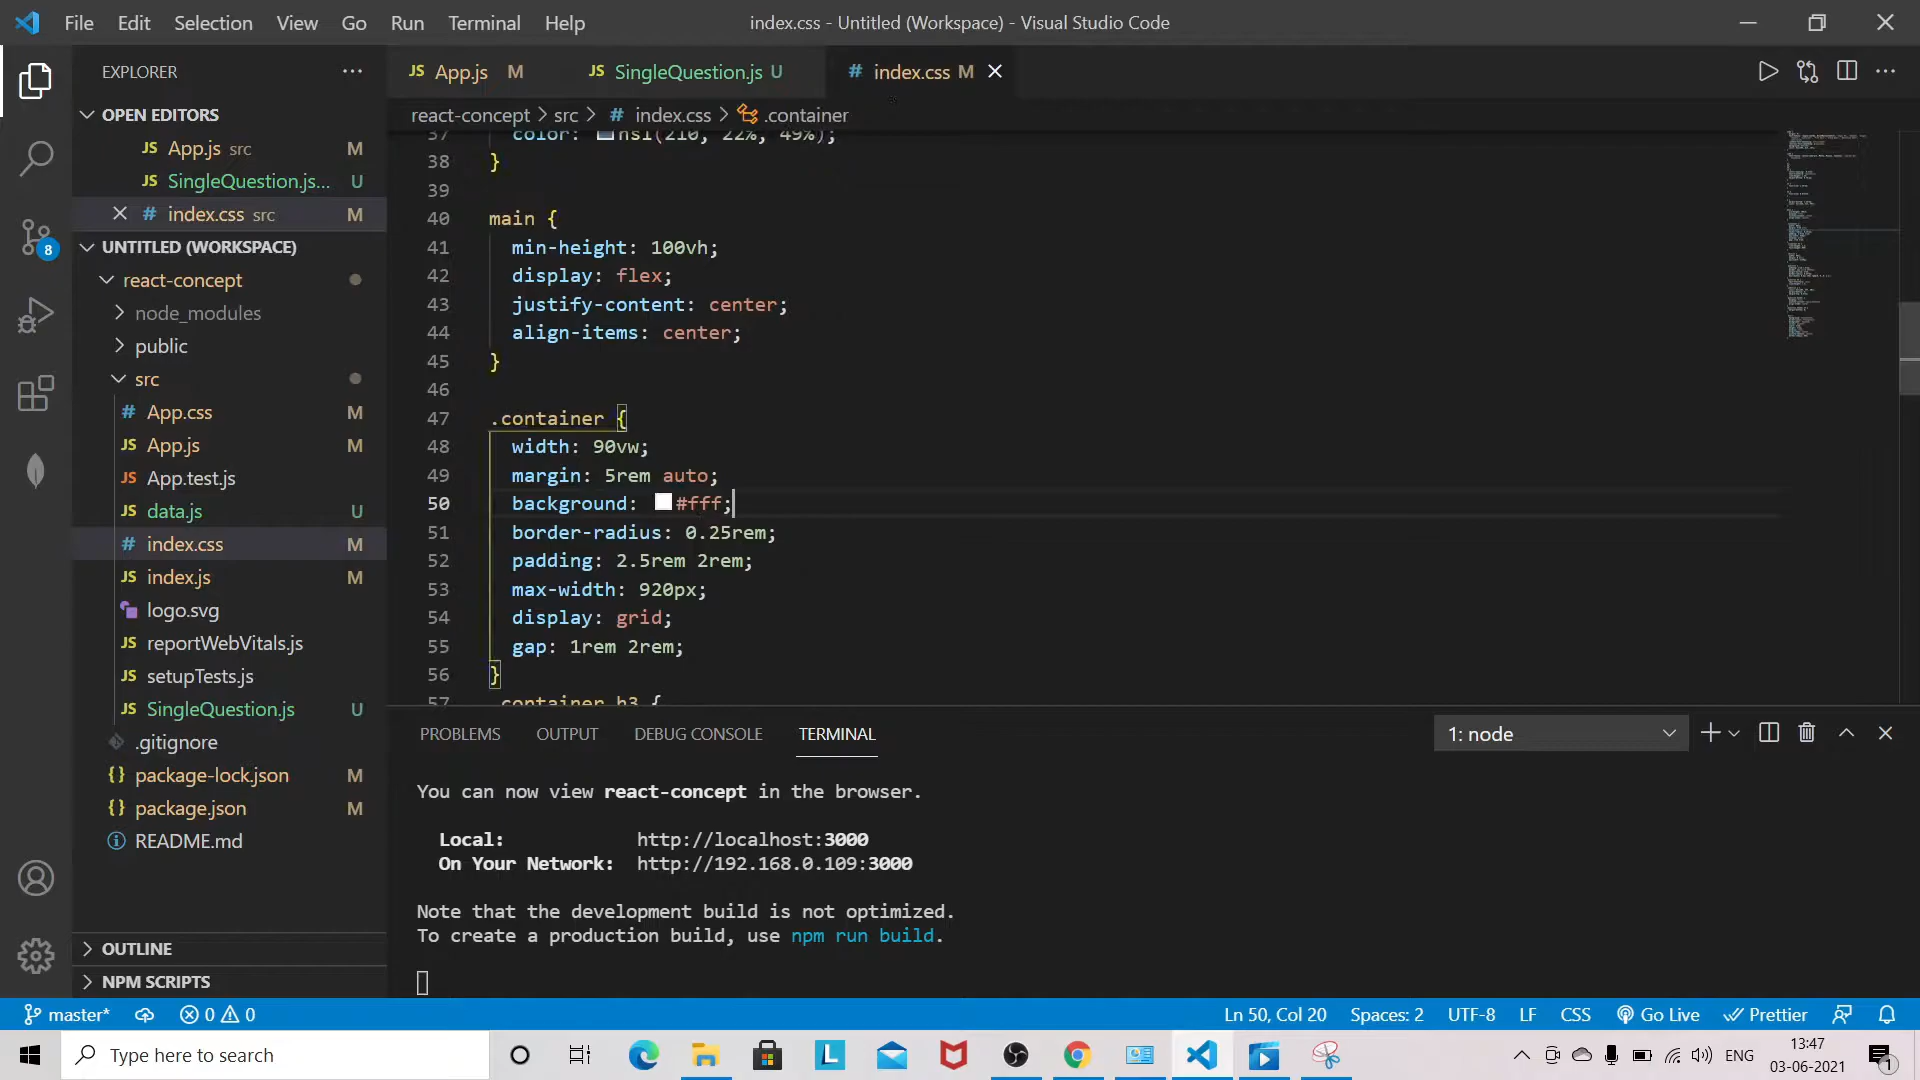 File Edit Selection View Go Run Terminal Help
index.css - Untitled (Workspace) - Visual Studio Code
EXPLORER
OPEN EDITORS
JS App.js src M
JS SingleQuestion.js... U
# index.css src M
UNTITLED (WORKSPACE)
react-concept
node_modules
public
src
# App.css M
JS App.js M
JS App.test.js
JS data.js U
# index.css M
JS index.js M
logo.svg
JS reportWebVitals.js
JS setupTests.js
JS SingleQuestion.js U
.gitignore
{} package-lock.json M
{} package.json M
README.md
OUTLINE
NPM SCRIPTS
8
JS App.js M
JS SingleQuestion.js U
# index.css M
react-concept > src > # index.css > .container
37 color: hsl(210, 22%, 49%);
38 }
39
40 main {
41 min-height: 100vh;
42 display: flex;
43 justify-content: center;
44 align-items: center;
45 }
46
47 .container {
48 width: 90vw;
49 margin: 5rem auto;
50 background: #fff;
51 border-radius: 0.25rem;
52 padding: 2.5rem 2rem;
53 max-width: 920px;
54 display: grid;
55 gap: 1rem 2rem;
56 }
57 .container h3 {
PROBLEMS OUTPUT DEBUG CONSOLE TERMINAL
1: node
You can now view react-concept in the browser.
Local: http://localhost:3000
On Your Network: http://192.168.0.109:3000
Note that the development build is not optimized.
To create a production build, use npm run build.
master* 0 0
Ln 50, Col 20 Spaces: 2 UTF-8 LF CSS Go Live Prettier
Type here to search
L
ENG
13:47
03-06-2021
1